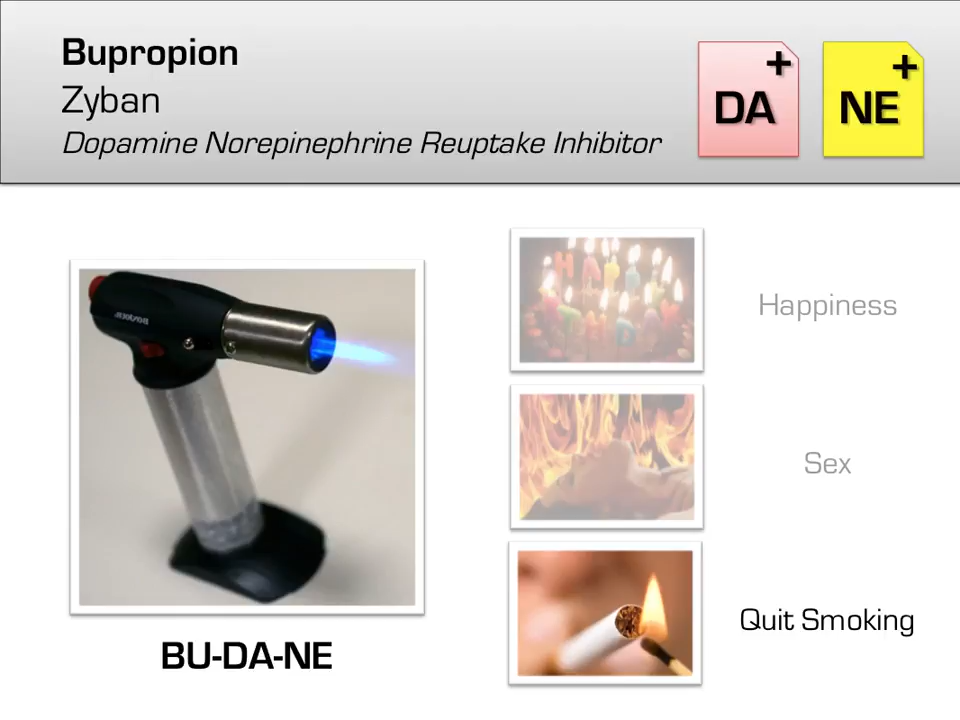 Bupropion
Zyban
Dopamine Norepinephrine Reuptake Inhibitor
DA +
NE +
Happiness
Sex
Quit Smoking
BU-DA-NE